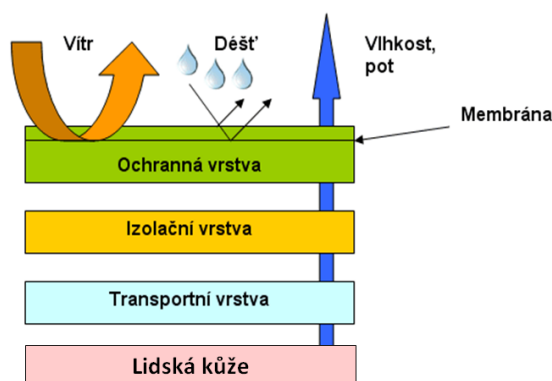 Vítr
Déšť
Vlhkost,
pot
Membrána
Ochranná vrstva
Izolační vrstva
Transportní vrstva
Lidská kůže